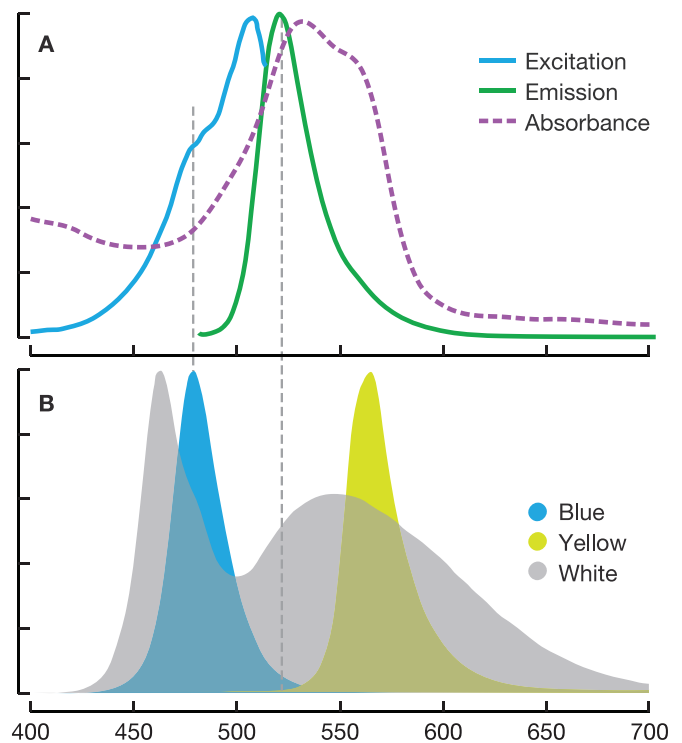 A
Excitation
Emission
Absorbance
B
Blue
Yellow
White
400 450 500 550 600 650 700